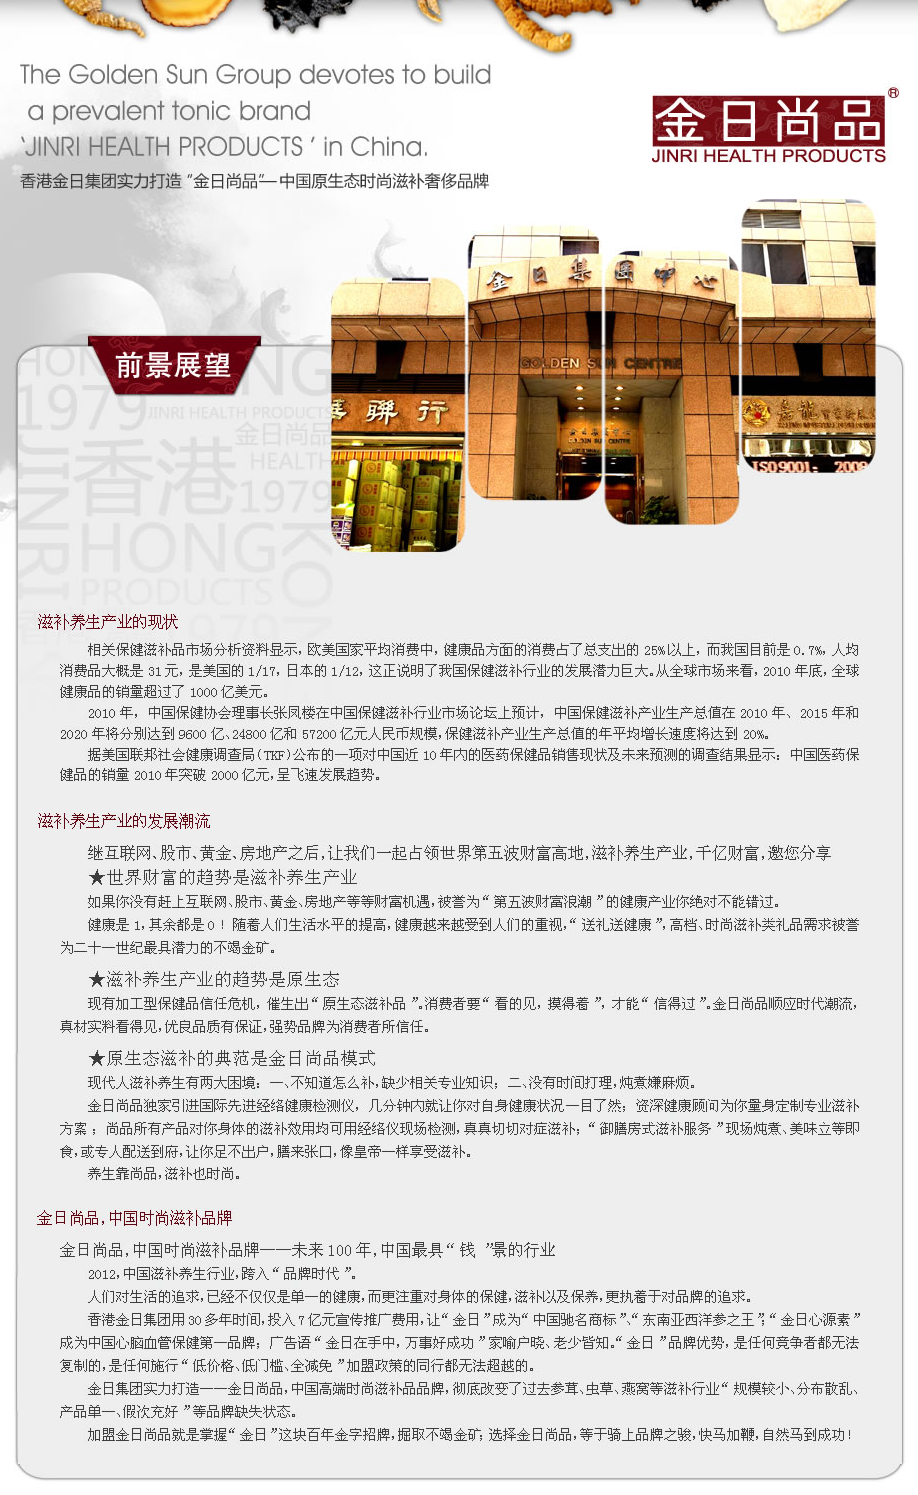 The Golden Sun Group devotes to build
a prevalent tonic brand
‘JINRI HEALTH PRODUCTS ’ in China.
香港金日集团实力打造 “金日尚品”—中国原生态时尚滋补奢侈品牌
金日尚品®
JINRI HEALTH PRODUCTS
金日集团中心
GOLDEN SUN CENTRE
GOLDEN SUN CENTRE
联行
嘉龍
ISO9001: 2008
前景展望
HONG
1979
JINRI HEALTH PRODUCTS
金日尚品
HEALTH
香港
1979
JINRI
HONG
KONG
PRODUCTS
1979
滋补养生产业的现状
相关保健滋补品市场分析资料显示，欧美国家平均消费中，健康品方面的消费占了总支出的 25%以上，而我国目前是0.7%，人均
消费品大概是 31元，是美国的1/17，日本的1/12，这正说明了我国保健滋补行业的发展潜力巨大。从全球市场来看，2010年底，全球
健康品的销量超过了 1000亿美元。
2010 年，中国保健协会理事长张凤楼在中国保健滋补行业市场论坛上预计，中国保健滋补产业生产总值在 2010 年、2015年和
2020 年将分别达到9600 亿、24800亿和 57200 亿元人民币规模，保健滋补产业生产总值的年平均增长速度将达到 20%。
据美国联邦社会健康调查局（TKF）公布的一项对中国近 10年内的医药保健品销售现状及未来预测的调查结果显示：中国医药保
健品的销量 2010年突破 2000亿元，呈飞速发展趋势。
滋补养生产业的发展潮流
继互联网、股市、黄金、房地产之后，让我们一起占领世界第五波财富高地，滋补养生产业，千亿财富，邀您分享
★世界财富的趋势是滋补养生产业
如果你没有赶上互联网、股市、黄金、房地产等等财富机遇，被誉为“第五波财富浪潮”的健康产业你绝对不能错过。
健康是1，其余都是0！随着人们生活水平的提高，健康越来越受到人们的重视，“送礼送健康”，高档、时尚滋补类礼品需求被誉
为二十一世纪最具潜力的不竭金矿。
★滋补养生产业的趋势是原生态
现有加工型保健品信任危机，催生出“原生态滋补品”。消费者要“看的见，摸得着”，才能“信得过”。金日尚品顺应时代潮流，
真材实料看得见，优良品质有保证，强势品牌为消费者所信任。
★原生态滋补的典范是金日尚品模式
现代人滋补养生有两大困境：一、不知道怎么补，缺少相关专业知识；二、没有时间打理，炖煮嫌麻烦。
金日尚品独家引进国际先进经络健康检测仪，几分钟内就让你对自身健康状况一目了然；资深健康顾问为你量身定制专业滋补
方案；尚品所有产品对你身体的滋补效用均可用经络仪现场检测，真真切切对症滋补；“御膳房式滋补服务”现场炖煮、美味立等即
食，或专人配送到府，让你足不出户，膳来张口，像皇帝一样享受滋补。
养生靠尚品，滋补也时尚。
金日尚品，中国时尚滋补品牌
金日尚品，中国时尚滋补品牌——未来100年，中国最具“钱”景的行业
2012，中国滋补养生行业，跨入“品牌时代”。
人们对生活的追求，已经不仅仅是单一的健康，而更注重对身体的保健，滋补以及保养，更执着于对品牌的追求。
香港金日集团用30多年时间，投入7亿元宣传推广费用，让“金日”成为“中国驰名商标”、“东南亚西洋参之王”；“金日心源素”
成为中国心脑血管保健第一品牌；广告语“金日在手中，万事好成功”家喻户晓、老少皆知。“金日”品牌优势，是任何竞争者都无法
复制的，是任何施行“低价格、低门槛、全减免”加盟政策的同行都无法超越的。
金日集团实力打造——金日尚品，中国高端时尚滋补品品牌，彻底改变了过去参茸、虫草、燕窝等滋补行业“规模较小、分布散乱、
产品单一、假次充好”等品牌缺失状态。
加盟金日尚品就是掌握“金日”这块百年金字招牌，掘取不竭金矿；选择金日尚品，等于骑上品牌之骏，快马加鞭，自然马到成功！